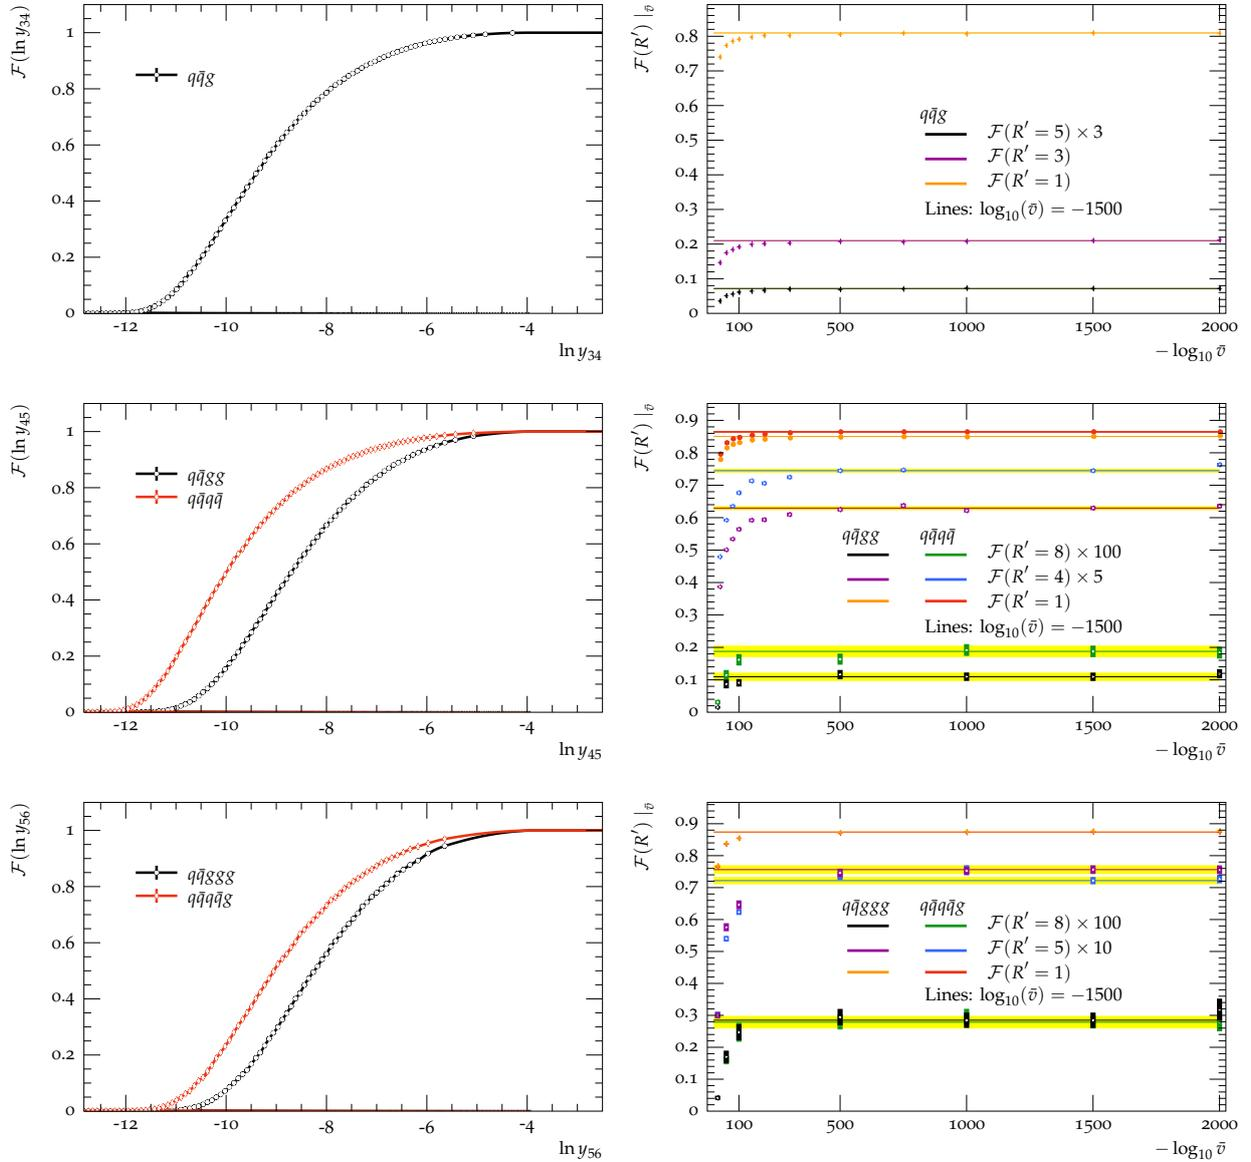 F(ln y34)
1
0.8
0.6
0.4
0.2
0
qq̄g
-12 -10 -8 -6 -4
ln y34
F(R′) |v̄
0.8
0.7
0.6
0.5
0.4
0.3
0.2
0.1
0
qq̄g
F(R′ = 5) × 3
F(R′ = 3)
F(R′ = 1)
Lines: log10(v̄) = −1500
100 500 1000 1500 2000
− log10 v̄
F(ln y45)
1
0.8
0.6
0.4
0.2
0
qq̄gg
qq̄qq̄
-12 -10 -8 -6 -4
ln y45
F(R′) |v̄
0.9
0.8
0.7
0.6
0.5
0.4
0.3
0.2
0.1
0
qq̄gg qq̄qq̄
F(R′ = 8) × 100
F(R′ = 4) × 5
F(R′ = 1)
Lines: log10(v̄) = −1500
100 500 1000 1500 2000
− log10 v̄
F(ln y56)
1
0.8
0.6
0.4
0.2
0
qq̄ggg
qq̄qq̄g
-12 -10 -8 -6 -4
ln y56
F(R′) |v̄
0.9
0.8
0.7
0.6
0.5
0.4
0.3
0.2
0.1
0
qq̄ggg qq̄qq̄g
F(R′ = 8) × 100
F(R′ = 5) × 10
F(R′ = 1)
Lines: log10(v̄) = −1500
100 500 1000 1500 2000
− log10 v̄